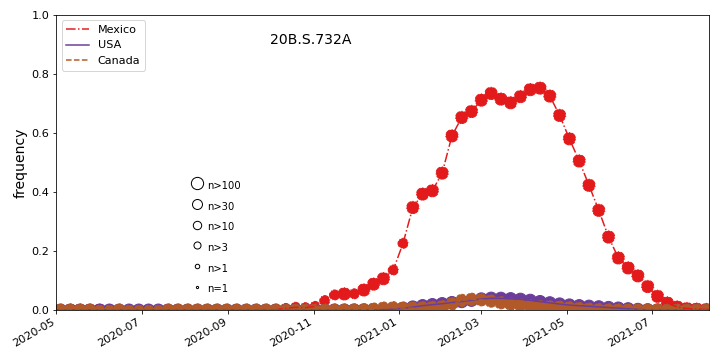 1.0
0.8
0.6
0.4
0.2
0.0
frequency
Mexico
USA
Canada
20B.S.732A
n>100
n>30
n>10
n>3
n>1
n=1
2020-05
2020-07
2020-09
2020-11
2021-01
2021-03
2021-05
2021-07